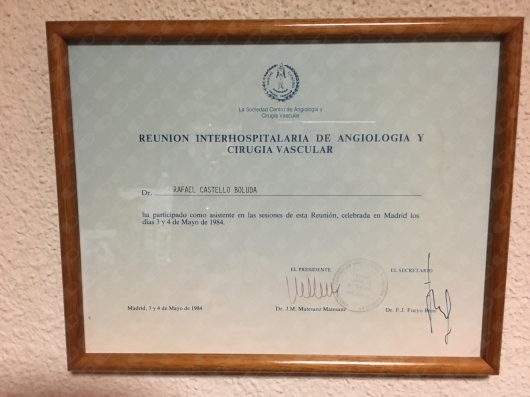 La Sociedad Centro de Angiología y
Cirugía Vascular
REUNION INTERHOSPITALARIA DE ANGIOLOGIA Y
CIRUGIA VASCULAR
Dr. RAFAEL CASTELLO BOLUDA
ha participado como asistente en las sesiones de esta Reunión, celebrada en Madrid los
días 3 y 4 de Mayo de 1984.
EL PRESIDENTE EL SECRETARIO
Madrid, 3 y 4 de Mayo de 1984 Dr. J.M. Dr. F.J.